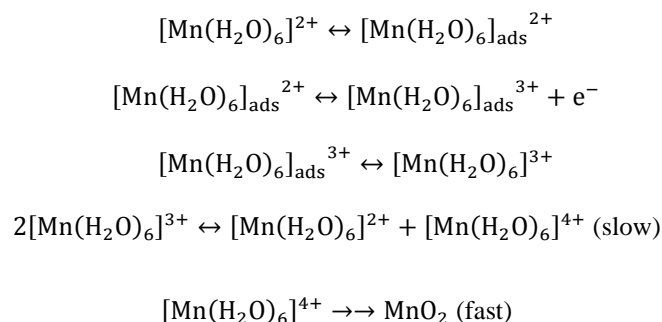 [Mn(H₂O)₆]²⁺ ↔ [Mn(H₂O)₆]ₐdₛ²⁺
[Mn(H₂O)₆]ₐdₛ²⁺ ↔ [Mn(H₂O)₆]ₐdₛ³⁺ + e⁻
[Mn(H₂O)₆]ₐdₛ³⁺ ↔ [Mn(H₂O)₆]³⁺
2[Mn(H₂O)₆]³⁺ ↔ [Mn(H₂O)₆]²⁺ + [Mn(H₂O)₆]⁴⁺ (slow)
[Mn(H₂O)₆]⁴⁺ →→ MnO₂ (fast)